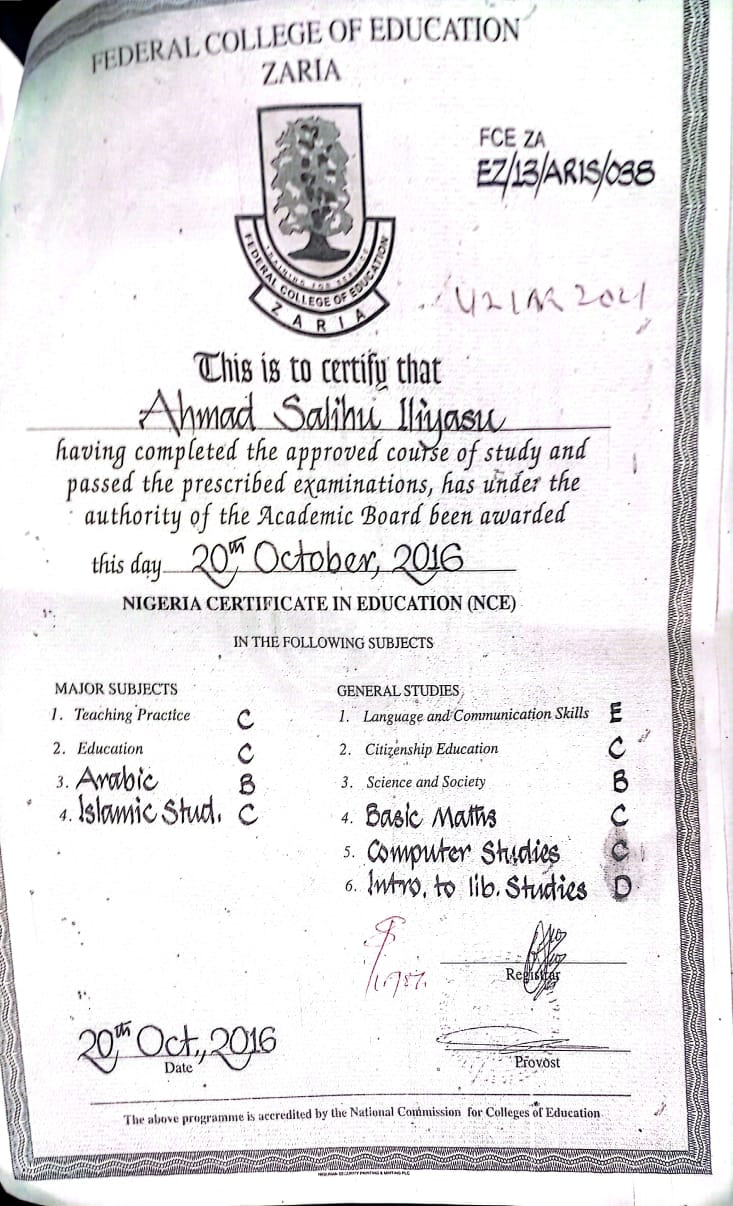 FEDERAL COLLEGE OF EDUCATION
ZARIA
FCE ZA
EZ/13/ARIS/038
TRAINING FOR SERVICE
FEDERAL COLLEGE OF EDUCATION
ZARIA
This is to certify that
Ahmad Salihu Iliyasu
having completed the approved course of study and
passed the prescribed examinations, has under the
authority of the Academic Board been awarded
this day 20th October, 2016
NIGERIA CERTIFICATE IN EDUCATION (NCE)
IN THE FOLLOWING SUBJECTS
MAJOR SUBJECTS
1. Teaching Practice C
2. Education C
3. Arabic B
4. Islamic Stud. C
GENERAL STUDIES
1. Language and Communication Skills E
2. Citizenship Education C
3. Science and Society B
4. Basic Maths C
5. Computer Studies C
6. Intro. to lib. Studies D
Registrar
20th Oct., 2016
Date
Provost
The above programme is accredited by the National Commission for Colleges of Education